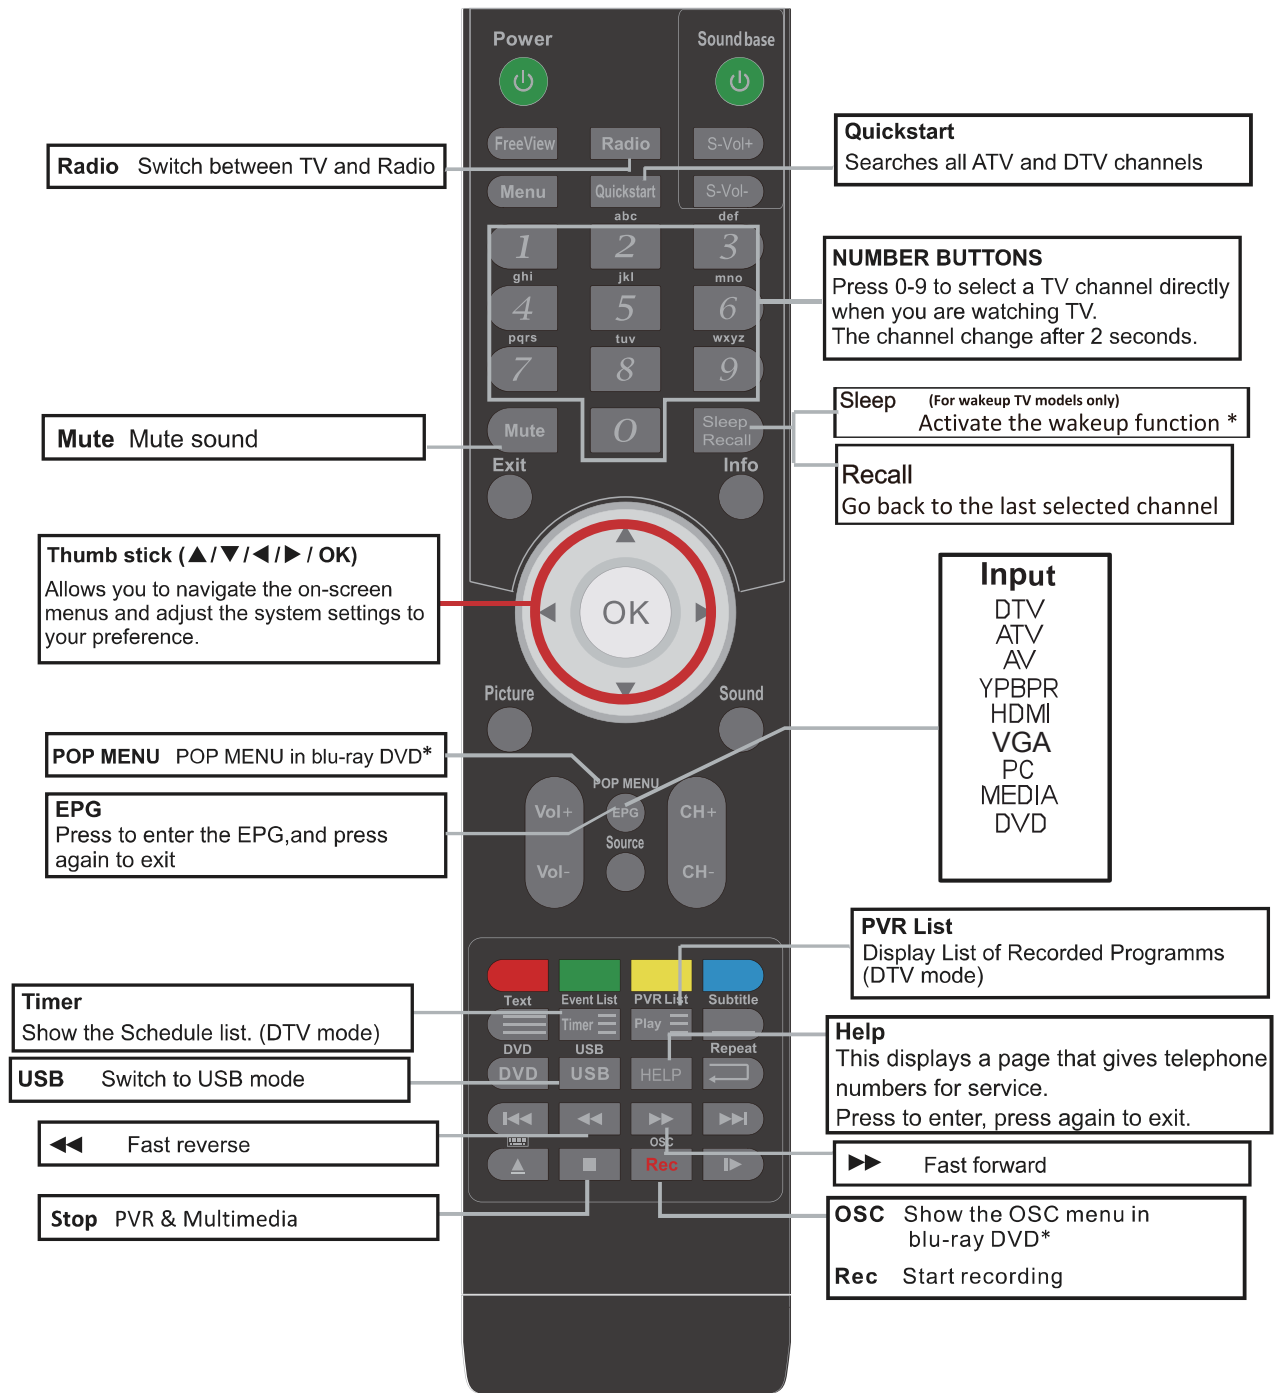 Power
Sound base
FreeView
Radio
S-Vol+
Menu
Quickstart
S-Vol-
abc
def
1
2
3
ghi
jkl
mno
4
5
6
pqrs
tuv
wxyz
7
8
9
Mute
0
Sleep
Recall
Exit
Info
OK
Picture
Sound
POP MENU
Vol+
EPG
CH+
Source
Vol-
CH-
Text
Event List
PVR List
Subtitle
Timer
Play
DVD
USB
Repeat
DVD
USB
HELP
OSC
Rec
Radio Switch between TV and Radio
Mute Mute sound
Thumb stick (▲/▼/◀/▶/ OK)
Allows you to navigate the on-screen
menus and adjust the system settings to
your preference.
POP MENU POP MENU in blu-ray DVD*
EPG
Press to enter the EPG,and press
again to exit
Timer
Show the Schedule list. (DTV mode)
USB Switch to USB mode
◀◀ Fast reverse
Stop PVR & Multimedia
Quickstart
Searches all ATV and DTV channels
NUMBER BUTTONS
Press 0-9 to select a TV channel directly
when you are watching TV.
The channel change after 2 seconds.
Sleep (For wakeup TV models only)
Activate the wakeup function *
Recall
Go back to the last selected channel
Input
DTV
ATV
AV
YPBPR
HDMI
VGA
PC
MEDIA
DVD
PVR List
Display List of Recorded Programms
(DTV mode)
Help
This displays a page that gives telephone
numbers for service.
Press to enter, press again to exit.
▶▶ Fast forward
OSC Show the OSC menu in
blu-ray DVD*
Rec Start recording